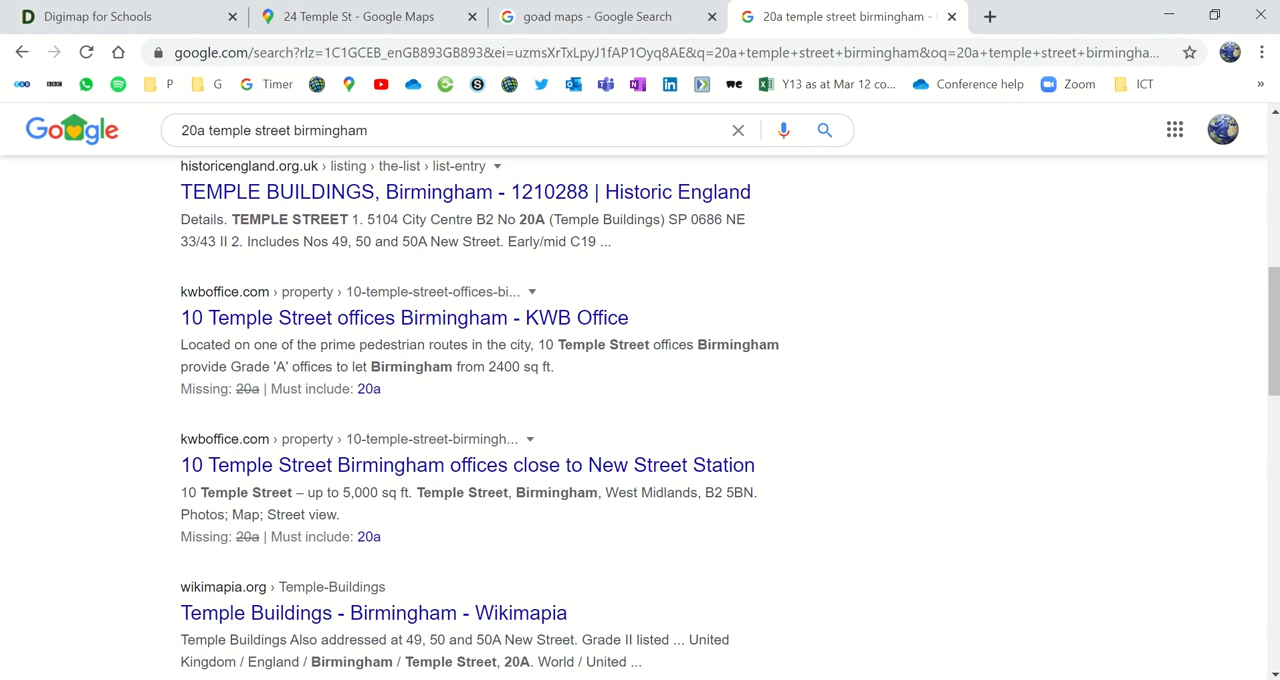 Digimap for Schools
24 Temple St - Google Maps
goad maps - Google Search
20a temple street birmingham -
google.com/search?rlz=1C1GCEB_enGB893GB893&ei=uzmsXrTxLpyJ1fAP1Oyq8AE&q=20a+temple+street+birmingham&oq=20a+temple+street+birmingha...
P G Timer Y13 as at Mar 12 co... Conference help Zoom ICT »
Google
20a temple street birmingham
historicengland.org.uk › listing › the-list › list-entry
TEMPLE BUILDINGS, Birmingham - 1210288 | Historic England
Details. TEMPLE STREET 1. 5104 City Centre B2 No 20A (Temple Buildings) SP 0686 NE
33/43 II 2. Includes Nos 49, 50 and 50A New Street. Early/mid C19 ...
kwboffice.com › property › 10-temple-street-offices-bi...
10 Temple Street offices Birmingham - KWB Office
Located on one of the prime pedestrian routes in the city, 10 Temple Street offices Birmingham
provide Grade 'A' offices to let Birmingham from 2400 sq ft.
Missing: 20a | Must include: 20a
kwboffice.com › property › 10-temple-street-birmingh...
10 Temple Street Birmingham offices close to New Street Station
10 Temple Street – up to 5,000 sq ft. Temple Street, Birmingham, West Midlands, B2 5BN.
Photos; Map; Street view.
Missing: 20a | Must include: 20a
wikimapia.org › Temple-Buildings
Temple Buildings - Birmingham - Wikimapia
Temple Buildings Also addressed at 49, 50 and 50A New Street. Grade II listed ... United
Kingdom / England / Birmingham / Temple Street, 20A. World / United ...